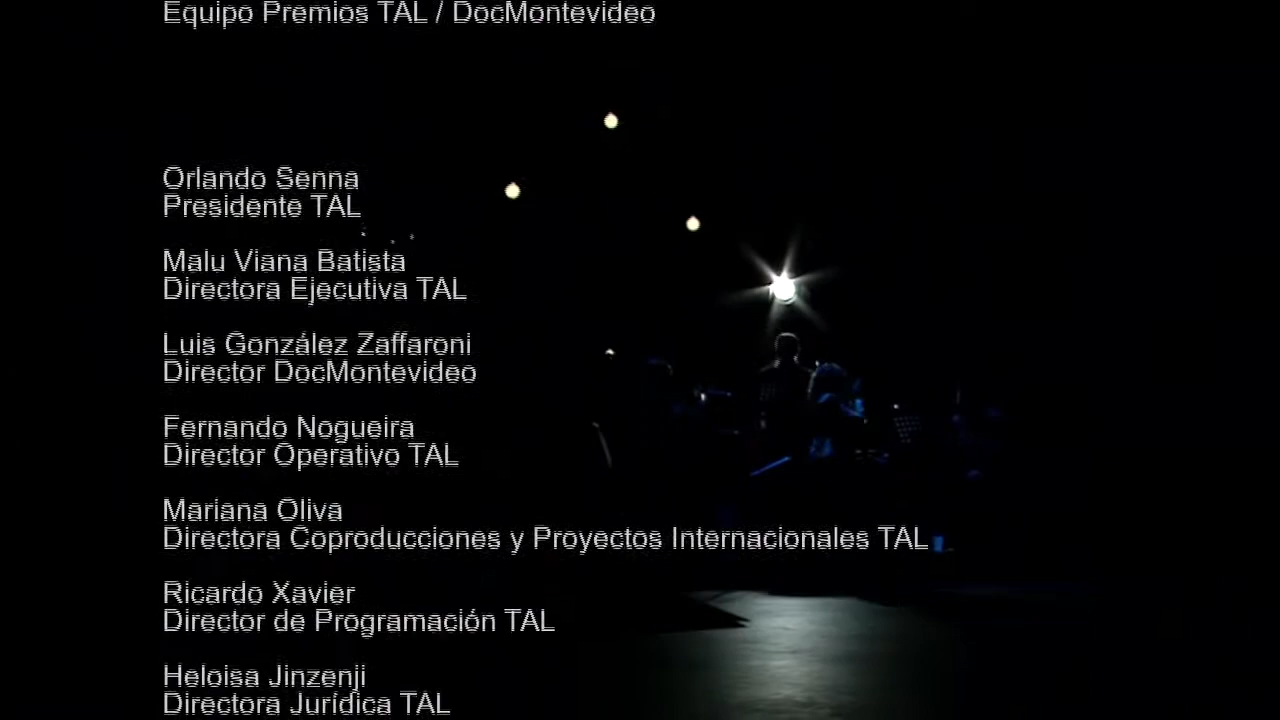 Equipo Premios TAL / DocMontevideo
Orlando Senna
Presidente TAL
Malu Viana Batista
Directora Ejecutiva TAL
Luis González Zaffaroni
Director DocMontevideo
Fernando Nogueira
Director Operativo TAL
Mariana Oliva
Directora Coproducciones y Proyectos Internacionales TAL
Ricardo Xavier
Director de Programación TAL
Heloisa Jinzenji
Directora Jurídica TAL